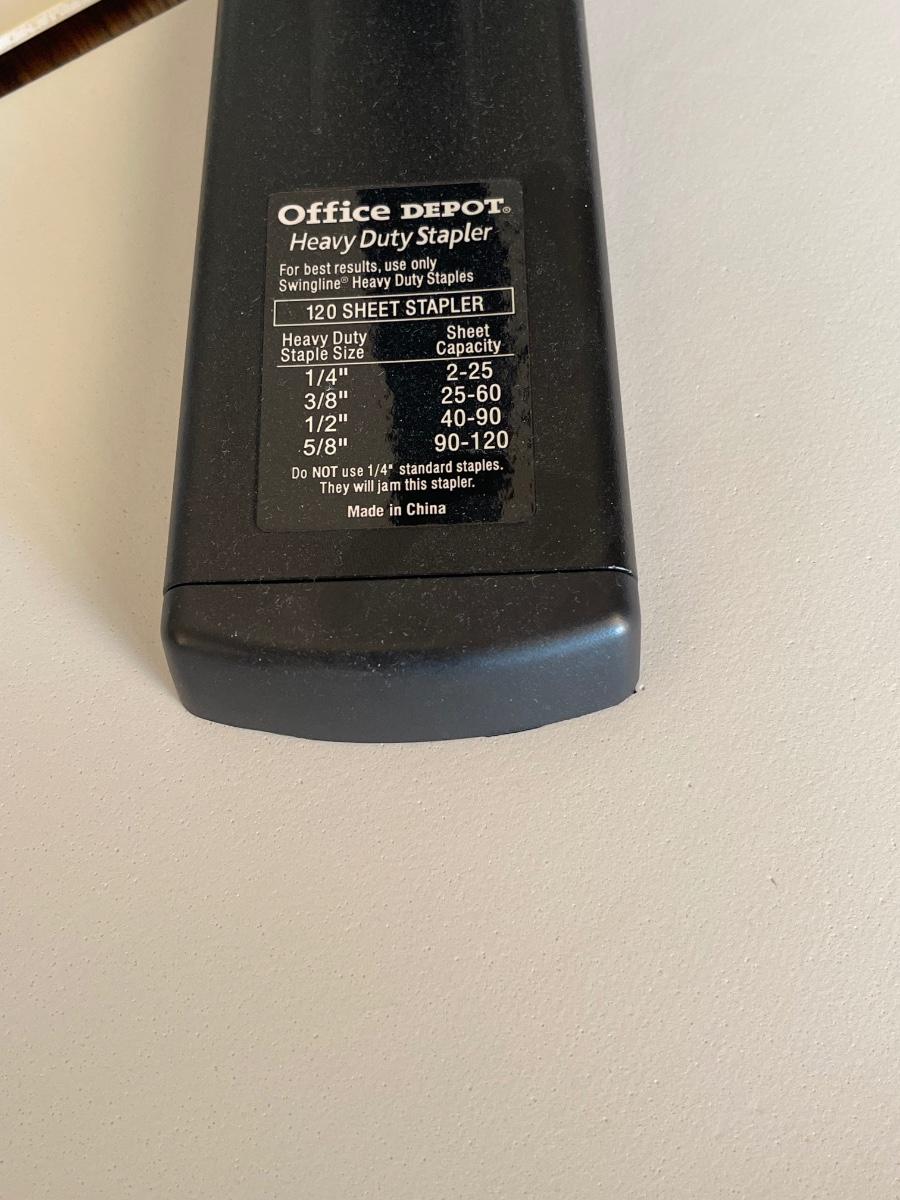 Office DEPOT®
Heavy Duty Stapler
For best results, use only
Swingline® Heavy Duty Staples
120 SHEET STAPLER
Heavy Duty Sheet
Staple Size Capacity
1/4" 2-25
3/8" 25-60
1/2" 40-90
5/8" 90-120
Do NOT use 1/4" standard staples.
They will jam this stapler.
Made in China